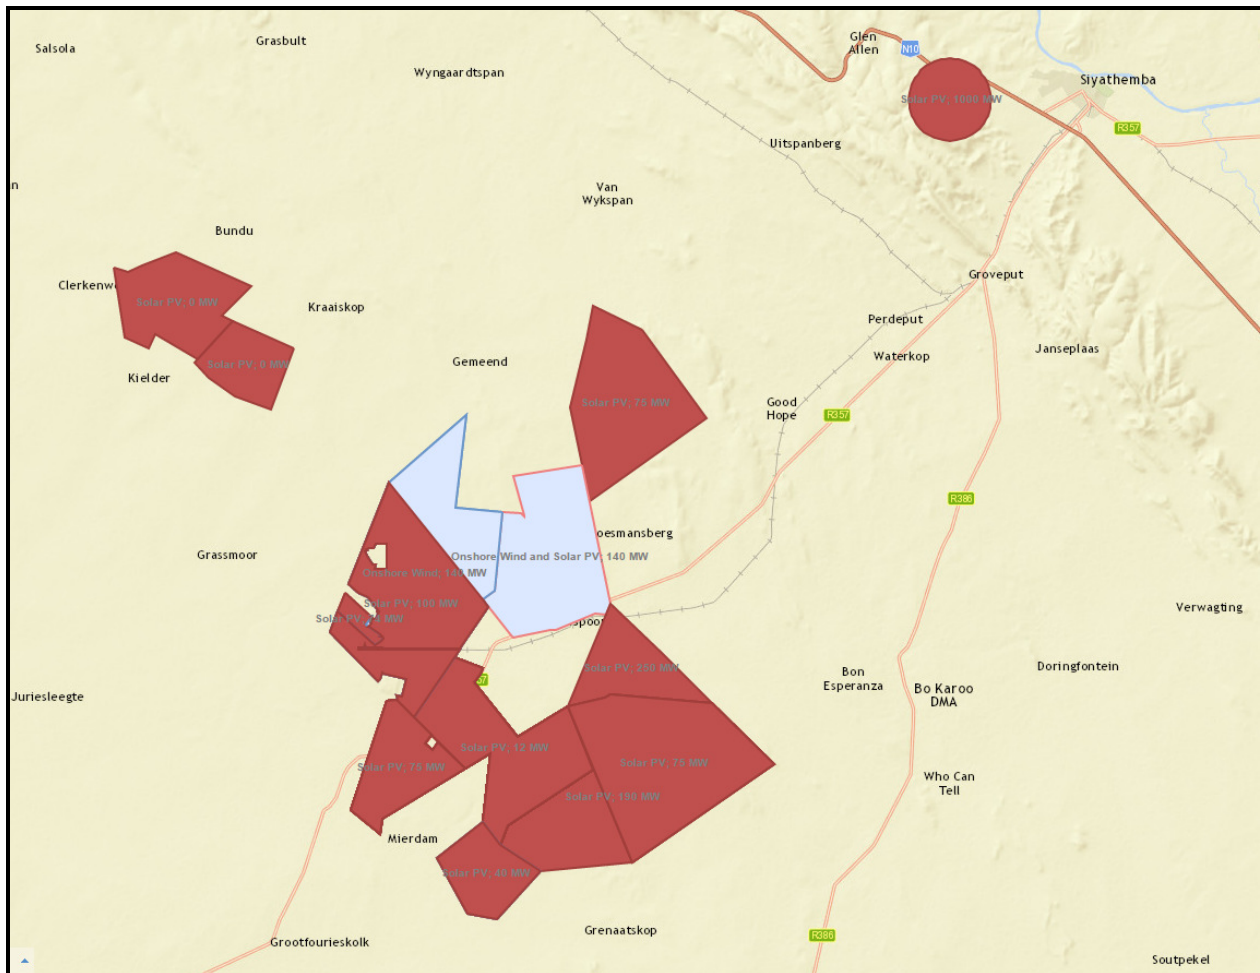 Salsola
Grasbult
Wyngaardtspan
Glen
Allen
N10
Siyathemba
Solar PV; 1000 MW
R357
Uitspanberg
Van
Wykspan
Bundu
Groveput
Solar PV; 0 MW
Kraaiskop
Perdeput
Janseplaas
Waterkop
Solar PV; 0 MW
Gemeend
Kielder
Good
Hope
R357
Solar PV; 75 MW
R386
oesmansberg
Grassmoor
Onshore Wind and Solar PV; 140 MW
Onshore Wind; 140 MW
Solar PV; 100 MW
Verwagting
Solar PV;
MW
Solar PV; 250 MW
Doringfontein
Bon
Esperanza
Bo Karoo
DMA
Juriesleegte
57
Solar PV; 12 MW
Solar PV; 75 MW
Solar PV; 75 MW
Who Can
Tell
MW
Mierdam
Solar PV; 40 MW
Grenaatskop
R386
Grootfourieskolk
Soutpekel